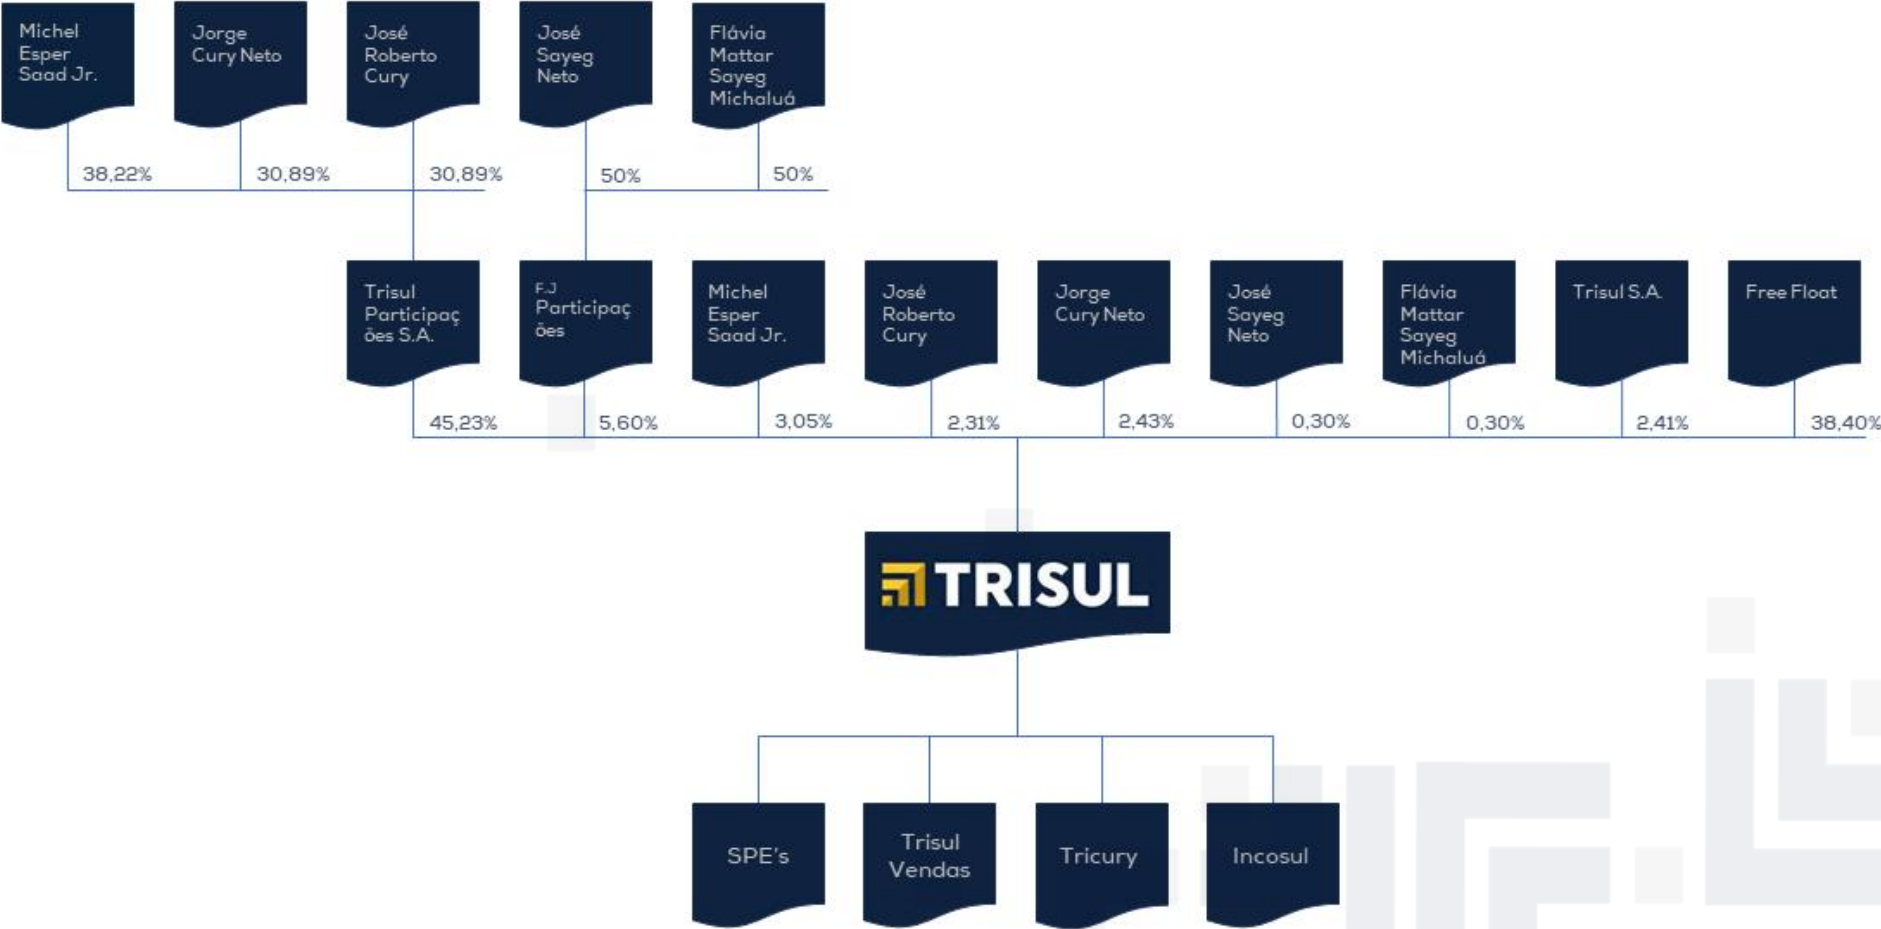 Michel
Esper
Saad Jr.
Jorge
Cury Neto
José
Roberto
Cury
José
Sayeg
Neto
Flávia
Mattar
Sayeg
Michaluá
38,22%
30,89%
30,89%
50%
50%
Trisul
Participaç
ões S.A.
F.J
Participaç
ões
Michel
Esper
Saad Jr.
José
Roberto
Cury
Jorge
Cury Neto
José
Sayeg
Neto
Flávia
Mattar
Sayeg
Michaluá
Trisul S.A.
Free Float
45,23%
5,60%
3,05%
2,31%
2,43%
0,30%
0,30%
2,41%
38,40%
TRISUL
SPE's
Trisul
Vendas
Tricury
Incosul